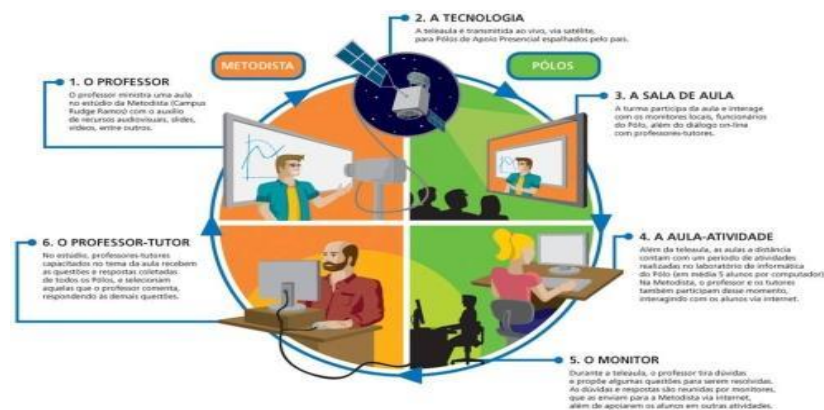 2. A TECNOLOGIA
A teleaula é transmitida ao vivo, via satélite,
para Pólos de Apoio Presencial espalhados pelo país.
METODISTA
PÓLOS
1. O PROFESSOR
O professor ministra uma aula
no estúdio da Metodista (Campus
Rudge Ramos) com o auxílio
de recursos audiovisuais, slides,
vídeos, entre outros.
3. A SALA DE AULA
A turma participa da aula e interage
com os monitores locais, funcionários
do Pólo, além do diálogo on-line
com professores-tutores.
6. O PROFESSOR-TUTOR
No estúdio, professores-tutores
capacitados no tema da aula recebem
as questões e respostas coletadas
de todos os Pólos, e selecionam
aquelas que o professor comenta,
respondendo às demais questões.
4. A AULA-ATIVIDADE
Além da teleaula, as aulas a distância
contam com um período de atividades
realizadas no laboratório de informática
do Pólo (em média 5 alunos por computador)
Na Metodista, o professor e os tutores
também participam desse momento,
interagindo com os alunos via internet.
5. O MONITOR
Durante a teleaula, o professor tira dúvidas
e propõe algumas questões para serem resolvidas.
As dúvidas e respostas são reunidas por monitores,
que as enviam para a Metodista via internet,
além de apoiarem os alunos em outras atividades.